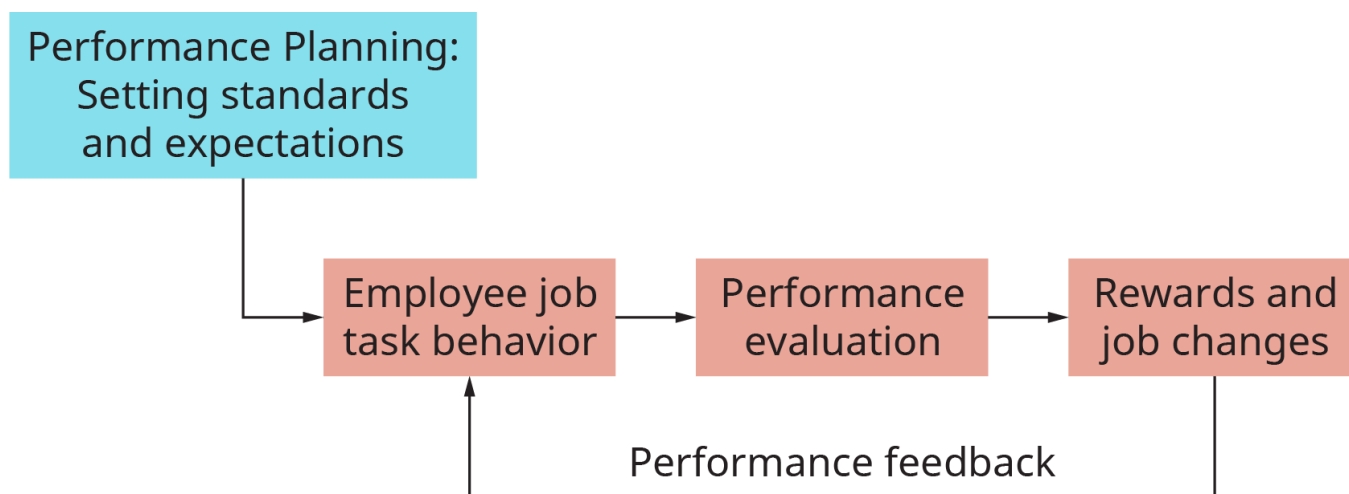 Performance Planning:
Setting standards
and expectations
Employee job
task behavior
Performance
evaluation
Rewards and
job changes
Performance feedback